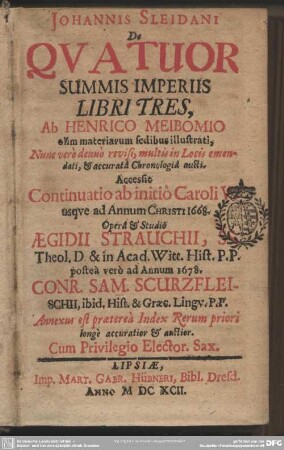 JOHANNIS SLEIDANI
De
QVATUOR
SUMMIS IMPERIIS
LIBRI TRES,
Ab HENRICO MEIBOMIO
olim materiarum sedibus illustrati,
Nunc verò denuò revisi, multis in Locis emen-
dati, & accuratâ Chronologiâ aucti.
Accessit
Continuatio ab initiô Caroli
usqve ad Annum CHRISTI 1668.
Operâ & Studiô
ÆGIDII STRAUCHII,
Theol. D. & in Acad. Witt. Hist. P.P.
posteà verò ad Annum 1678.
CONR. SAM. SCURZFLEI-
SCHII, ibid. Hist. & Græc. Lingv. P.P.
Annexus est prætereà Index Rerum priori
longè accuratior & auctior.
Cum Privilegio Elector. Sax.
LIPSIÆ,
Imp. MART. GABR. HÜBNERI, Bibl. Dresd.
ANNO M DC XCII.
DFG